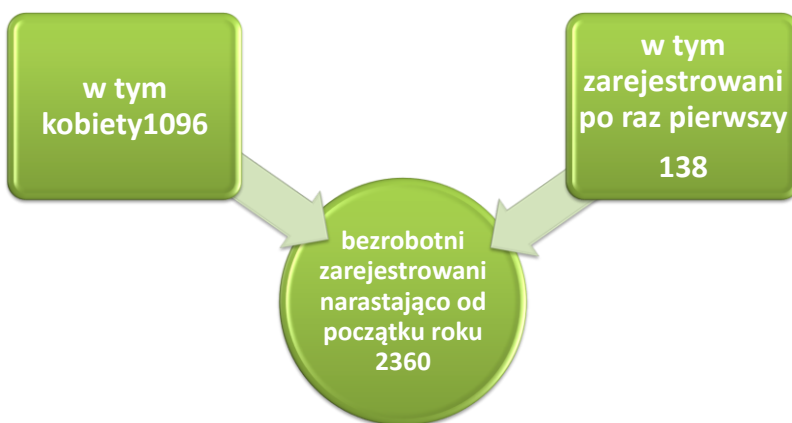 w tym
kobiety1096
w tym
zarejestrowani
po raz pierwszy
138
bezrobotni
zarejestrowani
narastająco od
początku roku
2360